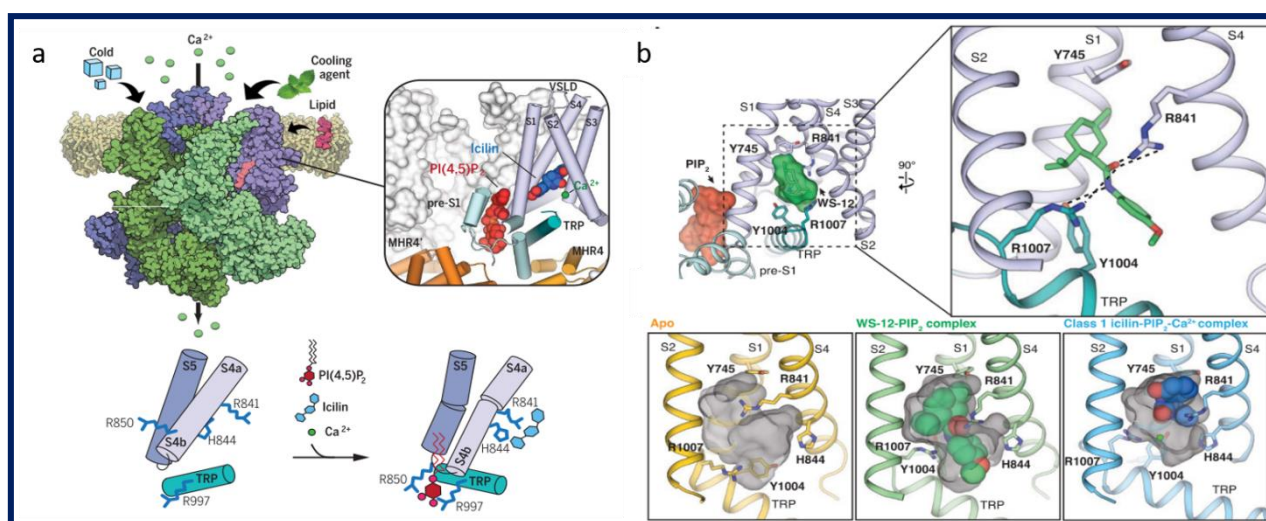 a
Ca²⁺
Cold
Cooling
agent
Lipid
VSLD
S4
S1
S2
S3
Icilin
PI(4,5)P₂
Ca²⁺
pre-S1
TRP
MHR4'
MHR4
S5
S4a
R850
R841
H844
S4b
TRP
R997
PI(4,5)P₂
Icilin
Ca²⁺
S5
S4a
R841
H844
S4b
R850
TRP
R997
b
S1
S3
S4
S2
Y745
R841
PIP₂
WS-12
Y1004
R1007
S2
TRP
pre-S1
90°
S1
S4
S2
Y745
R841
R1007
Y1004
TRP
Apo
S2
S1
S4
Y745
R841
R1007
H844
Y1004
TRP
WS-12-PIP₂ complex
S2
S1
S4
Y745
R841
R1007
Y1004
H844
TRP
Class 1 icilin-PIP₂-Ca²⁺ complex
S2
S1
S4
Y745
R841
R1007
H844
Y1004
TRP